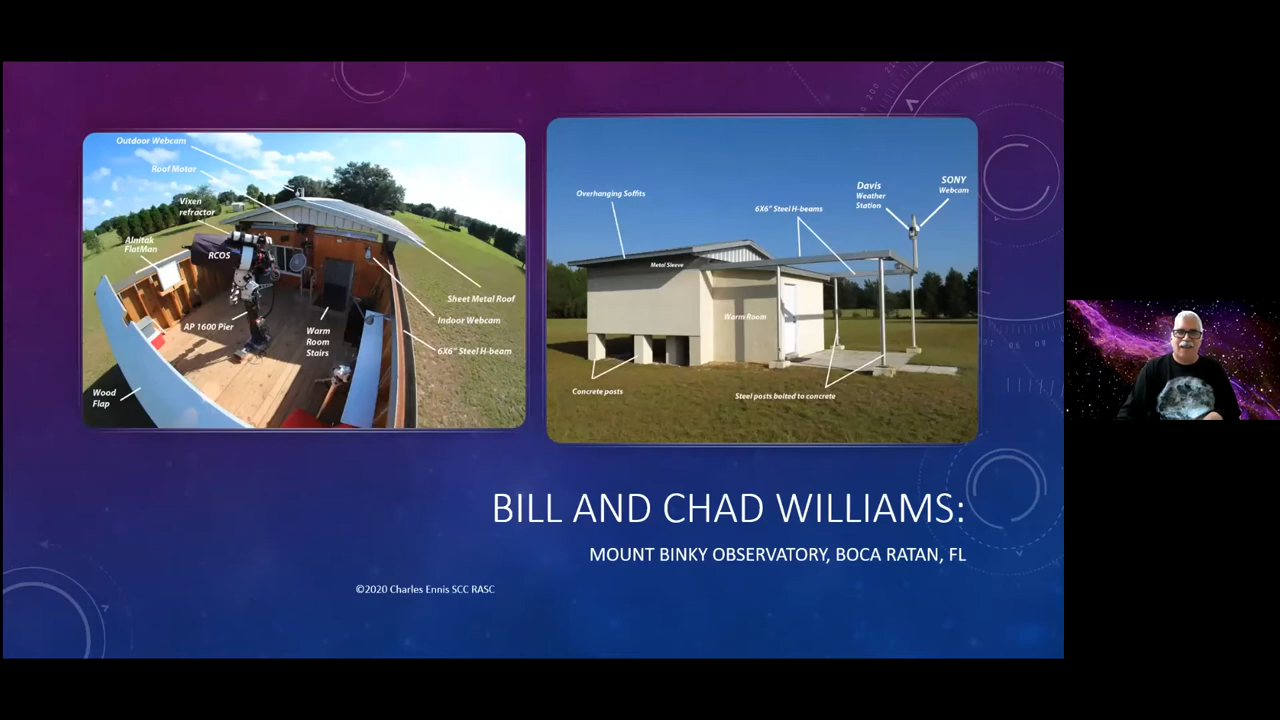 Outdoor Webcam
Roof Motor
Vixen
refractor
Alnitak
FlatMan
RCOS
AP 1600 Pier
Warm
Room
Stairs
Wood
Flap
Sheet Metal Roof
Indoor Webcam
6X6" Steel H-beam
Overhanging Soffits
6X6" Steel H-beams
Davis
Weather
Station
SONY
Webcam
Metal Sleeve
Warm Room
Concrete posts
Steel posts bolted to concrete
BILL AND CHAD WILLIAMS:
MOUNT BINKY OBSERVATORY, BOCA RATAN, FL
©2020 Charles Ennis SCC RASC